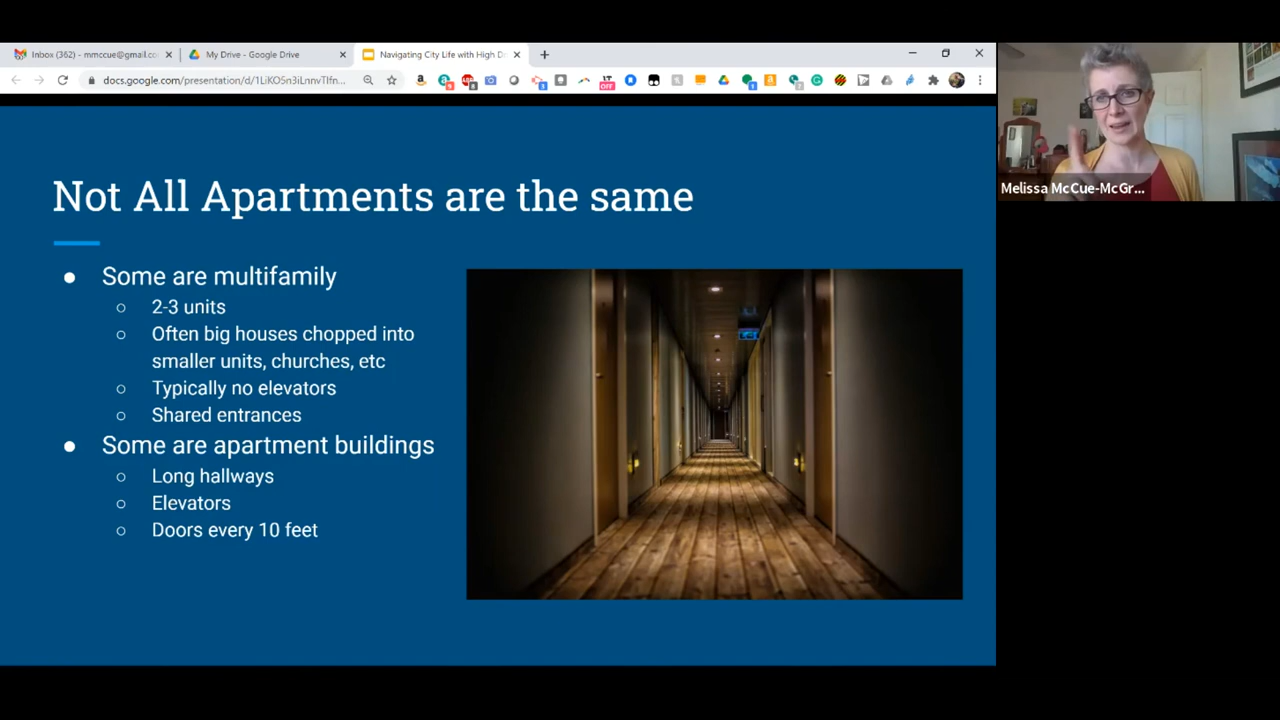 Inbox (362) - mmccue@gmail.co
My Drive - Google Drive
Navigating City Life with High D
docs.google.com/presentation/d/1LiKO5n3iLnnvTIfn...
OFF
Not All Apartments are the same
Some are multifamily
2-3 units
Often big houses chopped into
smaller units, churches, etc
Typically no elevators
Shared entrances
Some are apartment buildings
Long hallways
Elevators
Doors every 10 feet
Melissa McCue-McGr...